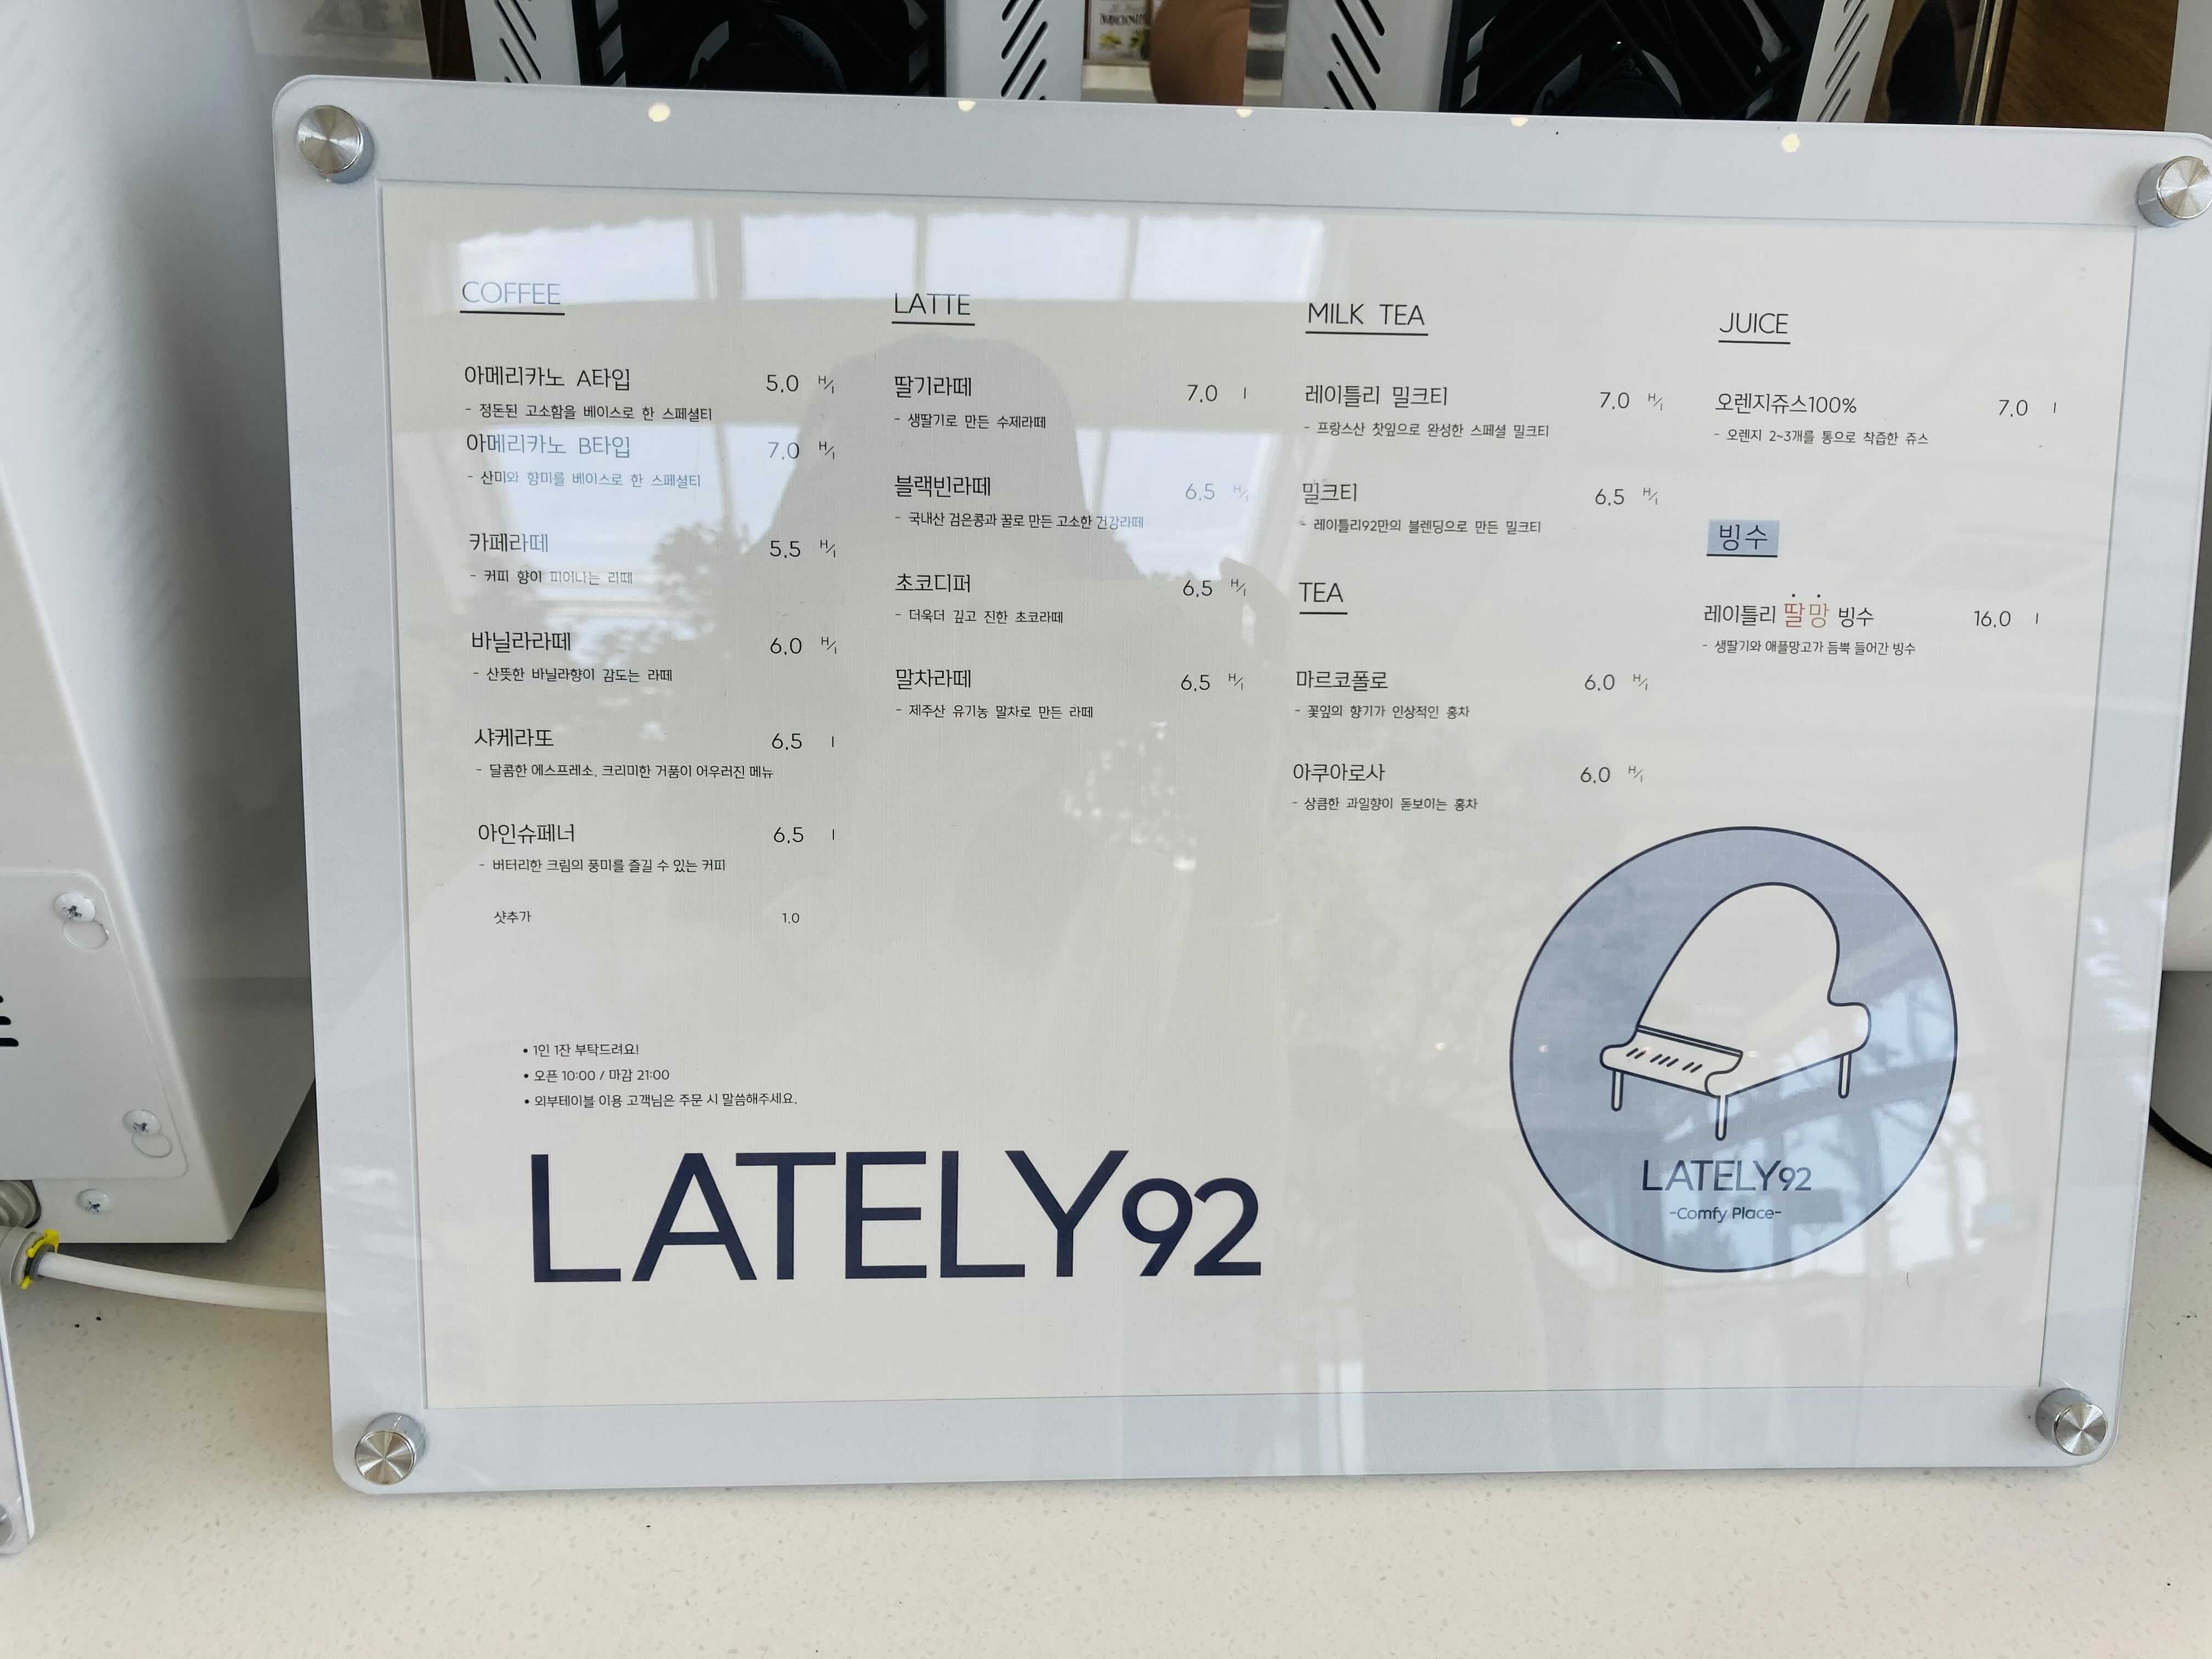 COFFEE
아메리카노 A타입 5.0 H/I
- 정돈된 고소함을 베이스로 한 스페셜티
아메리카노 B타입 7.0 H/I
- 산미와 향미를 베이스로 한 스페셜티
카페라떼 5.5 H/I
- 커피 향이 피어나는 라떼
바닐라라떼 6.0 H/I
- 산뜻한 바닐라향이 감도는 라떼
샤케라또 6.5 I
- 달콤한 에스프레소, 크리미한 거품이 어우러진 메뉴
아인슈페너 6.5 I
- 버터리한 크림의 풍미를 즐길 수 있는 커피
샷추가 1.0
LATTE
딸기라떼 7.0 I
- 생딸기로 만든 수제라떼
블랙빈라떼 6.5 H/I
- 국내산 검은콩과 꿀로 만든 고소한 건강라떼
초코디퍼 6.5 H/I
- 더욱더 깊고 진한 초코라떼
말차라떼 6.5 H/I
- 제주산 유기농 말차로 만든 라떼
MILK TEA
레이틀리 밀크티 7.0 H/I
- 프랑스산 찻잎으로 완성한 스페셜 밀크티
밀크티 6.5 H/I
- 레이틀리92만의 블렌딩으로 만든 밀크티
TEA
마르코폴로 6.0 H/I
- 꽃잎의 향기가 인상적인 홍차
아쿠아로사 6.0 H/I
- 상큼한 과일향이 돋보이는 홍차
JUICE
오렌지쥬스100% 7.0 I
- 오렌지 2~3개를 통으로 착즙한 쥬스
빙수
레이틀리 딸망 빙수 16.0 I
- 생딸기와 애플망고가 듬뿍 들어간 빙수
• 1인 1잔 부탁드려요!
• 오픈 10:00 / 마감 21:00
• 외부테이블 이용 고객님은 주문 시 말씀해주세요.
LATELY92
LATELY92
-Comfy Place-